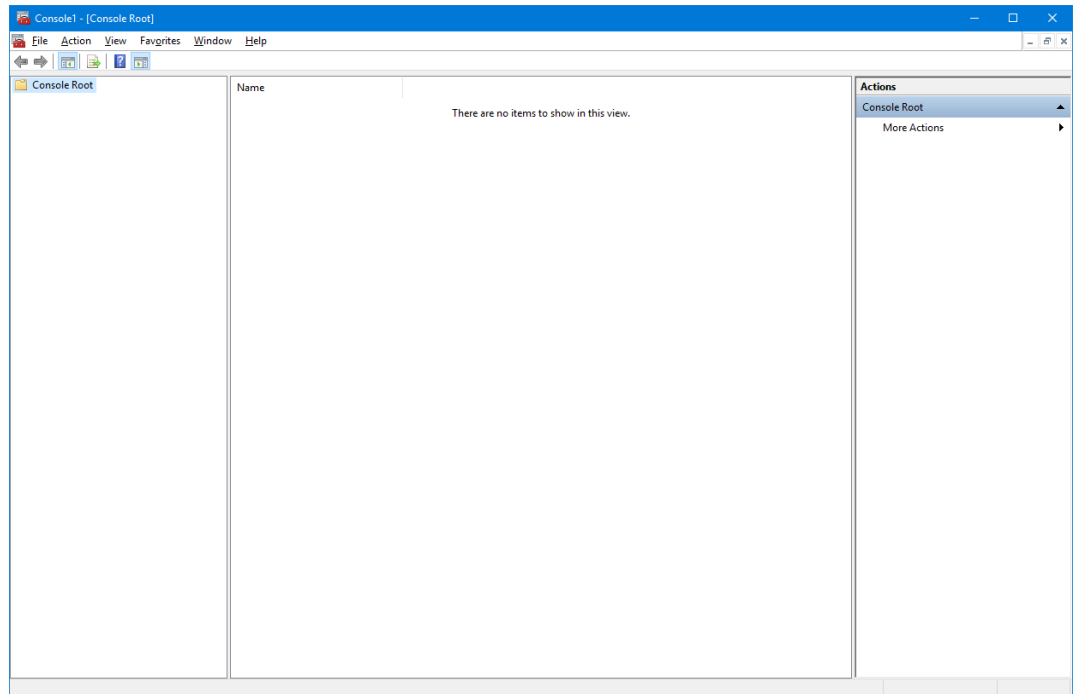 Console1 - [Console Root]
File Action View Favorites Window Help
Console Root
Name
There are no items to show in this view.
Actions
Console Root
More Actions